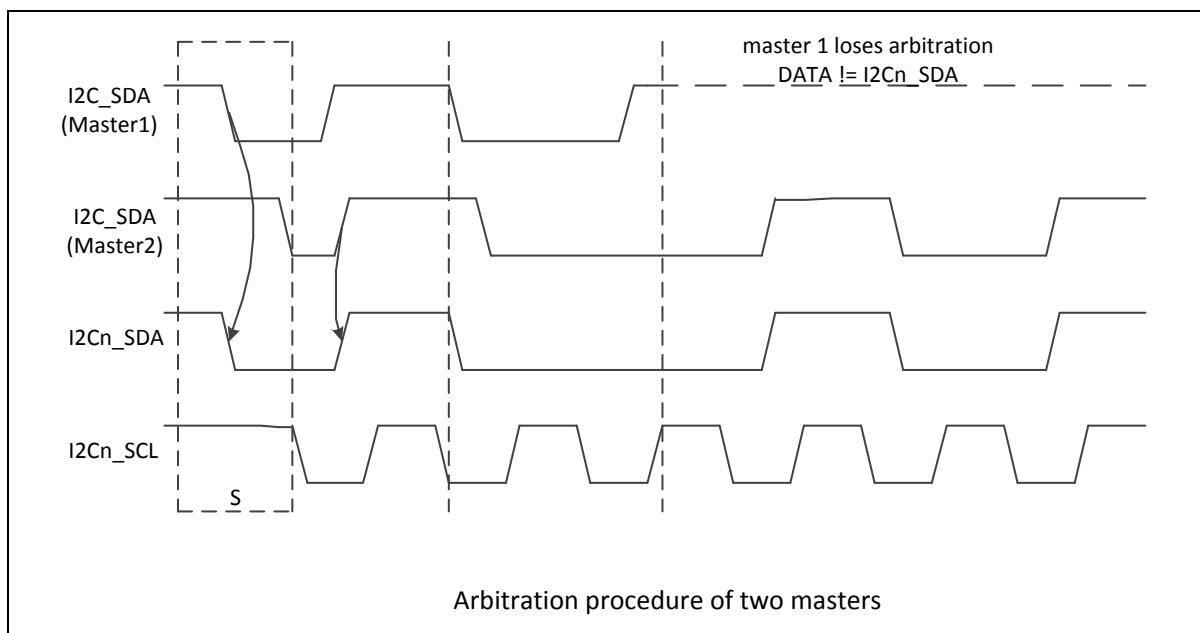 master 1 loses arbitration
DATA != I2Cn_SDA
I2C_SDA
(Master1)
I2C_SDA
(Master2)
I2Cn_SDA
I2Cn_SCL
S
Arbitration procedure of two masters